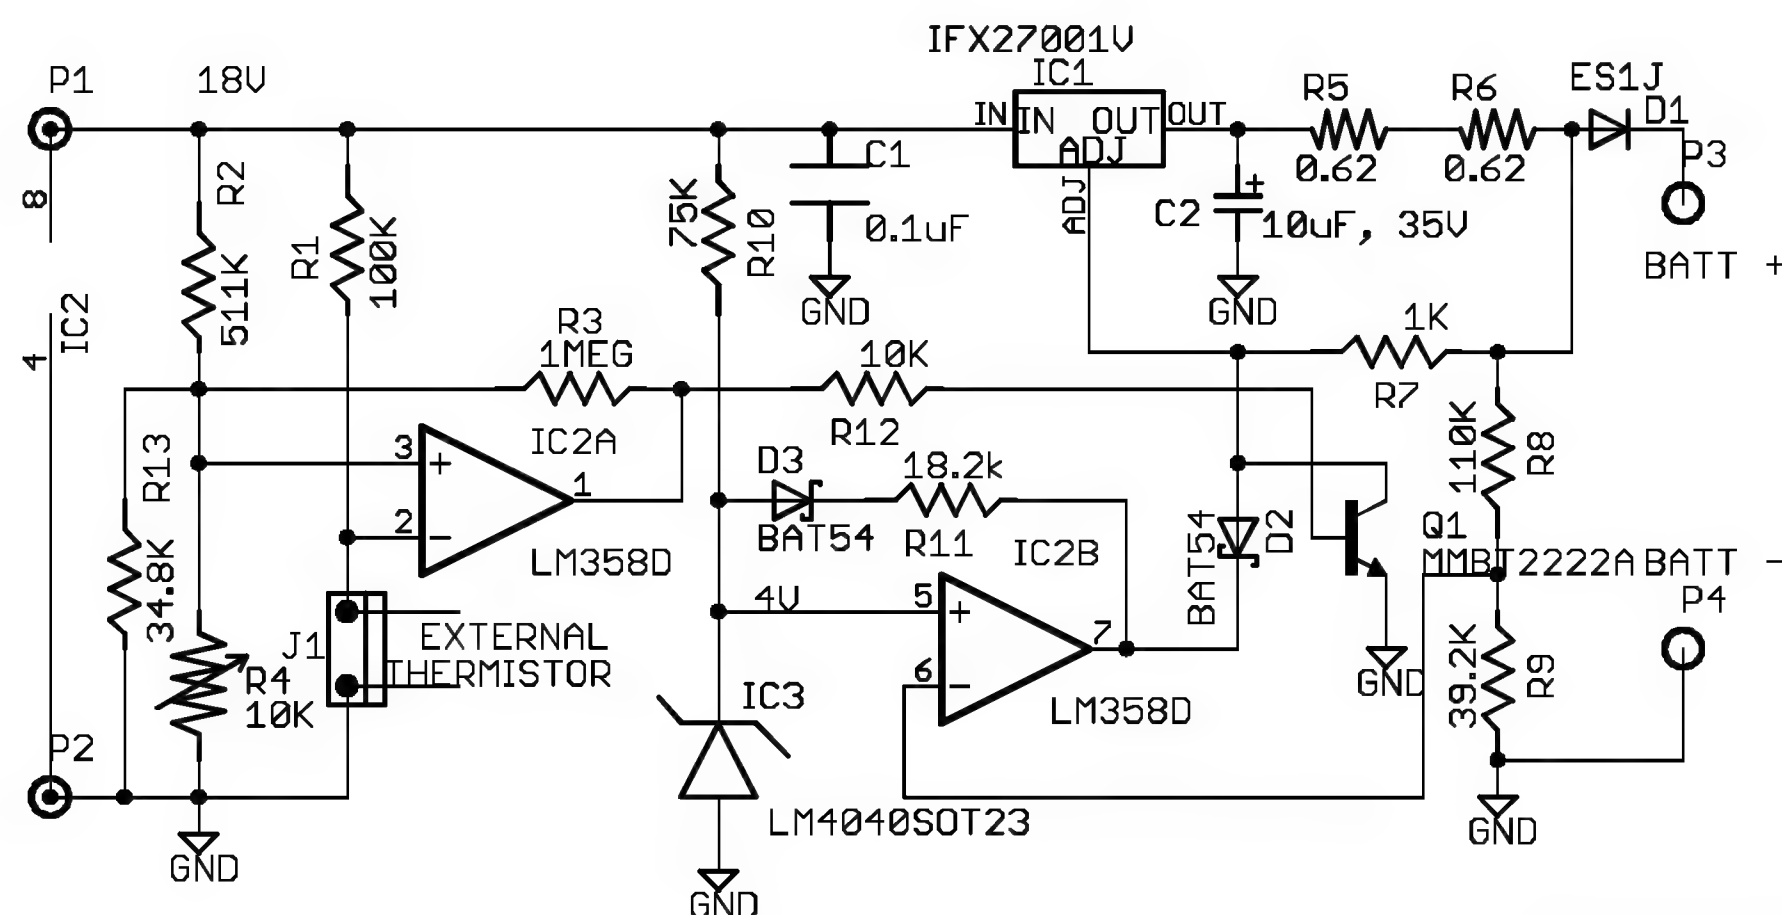 IFX27001V
P1
18V
IC1
R5
R6
ES1J
D1
IN
IN
OUT
OUT
ADJ
ADJ
C1
0.1uF
GND
0.62
0.62
P3
8
R2
511K
R1
100K
75K
R10
C2
+
10uF, 35V
GND
BATT +
IC2
4
R3
1MEG
10K
R12
1K
R7
R13
34.8K
3
+
2
-
1
IC2A
LM358D
D3
BAT54
18.2k
R11
IC2B
BAT54
D2
110K
R8
Q1
MMBT2222A
BATT -
P4
4V
5
+
6
-
7
LM358D
J1
EXTERNAL
THERMISTOR
R4
10K
IC3
GND
39.2K
R9
P2
LM4040SOT23
GND
GND
GND